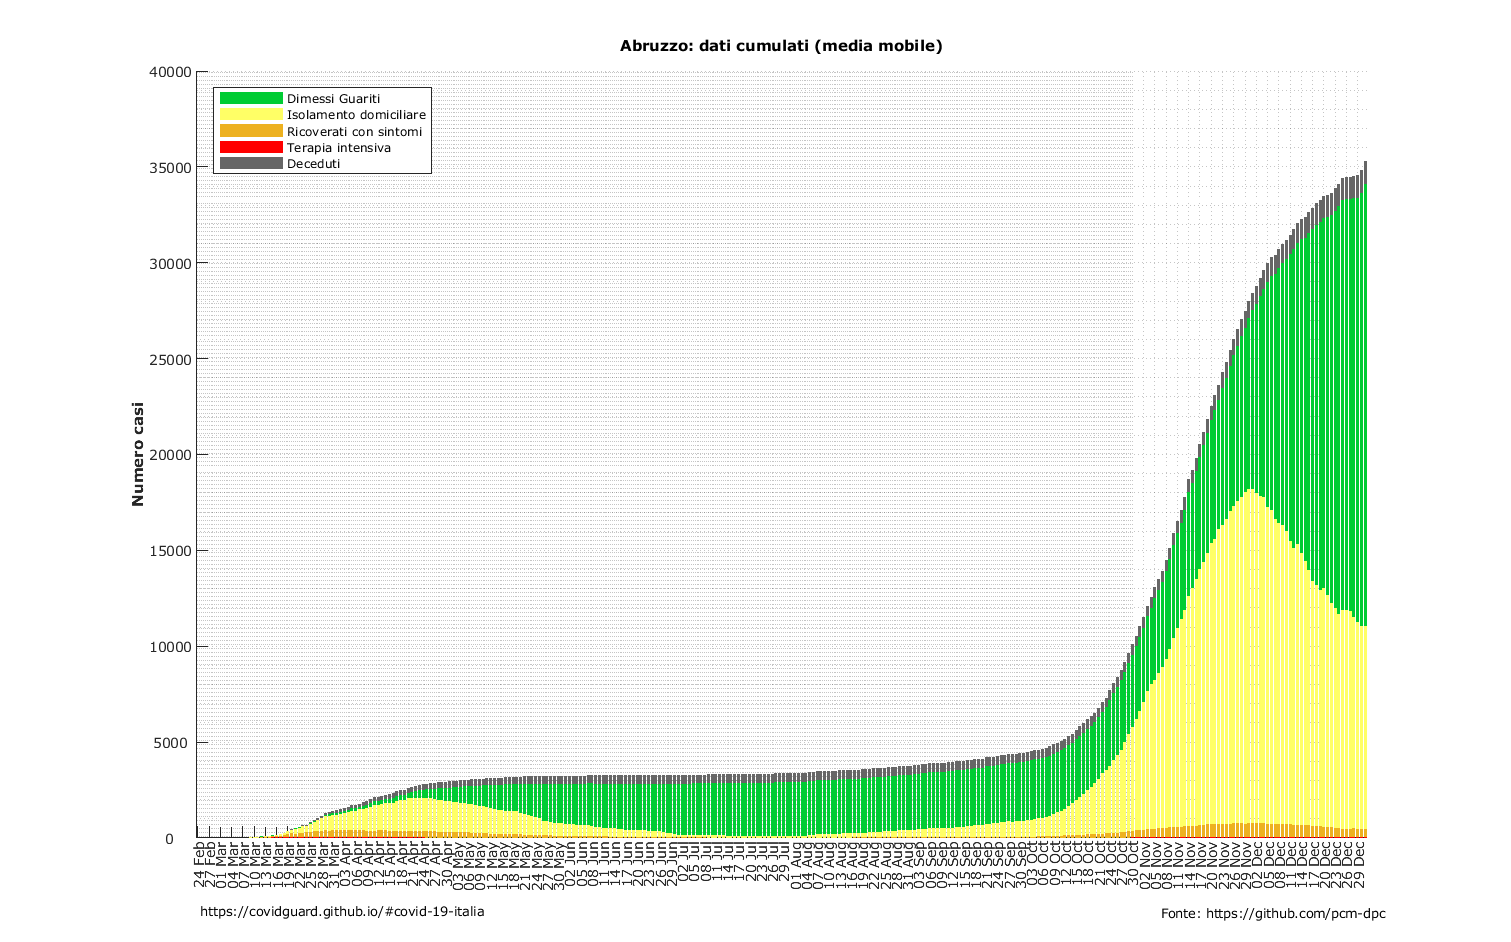 Abruzzo: dati cumulati (media mobile)
Dimessi Guariti
Isolamento domiciliare
Ricoverati con sintomi
Terapia intensiva
Deceduti
Numero casi
40000
35000
30000
25000
20000
15000
10000
5000
0
24 Feb
27 Feb
01 Mar
04 Mar
07 Mar
10 Mar
13 Mar
16 Mar
19 Mar
22 Mar
25 Mar
28 Mar
31 Mar
03 Apr
06 Apr
09 Apr
12 Apr
15 Apr
18 Apr
21 Apr
24 Apr
27 Apr
30 Apr
03 May
06 May
09 May
12 May
15 May
18 May
21 May
24 May
27 May
30 May
02 Jun
05 Jun
08 Jun
11 Jun
14 Jun
17 Jun
20 Jun
23 Jun
26 Jun
29 Jun
02 Jul
05 Jul
08 Jul
11 Jul
14 Jul
17 Jul
20 Jul
23 Jul
26 Jul
29 Jul
01 Aug
04 Aug
07 Aug
10 Aug
13 Aug
16 Aug
19 Aug
22 Aug
25 Aug
28 Aug
31 Aug
03 Sep
06 Sep
09 Sep
12 Sep
15 Sep
18 Sep
21 Sep
24 Sep
27 Sep
30 Sep
03 Oct
06 Oct
09 Oct
12 Oct
15 Oct
18 Oct
21 Oct
24 Oct
27 Oct
30 Oct
02 Nov
05 Nov
08 Nov
11 Nov
14 Nov
17 Nov
20 Nov
23 Nov
26 Nov
29 Nov
02 Dec
05 Dec
08 Dec
11 Dec
14 Dec
17 Dec
20 Dec
23 Dec
26 Dec
29 Dec
https://covidguard.github.io/#covid-19-italia
Fonte: https://github.com/pcm-dpc